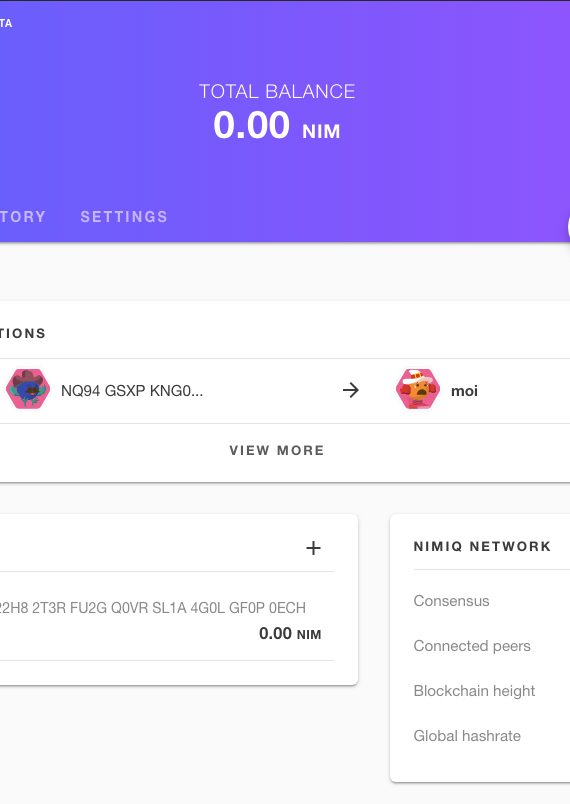 TA
TOTAL BALANCE
0.00 NIM
TORY SETTINGS
TIONS
NQ94 GSXP KNG0... moi
VIEW MORE
22H8 2T3R FU2G Q0VR SL1A 4G0L GF0P 0ECH
0.00 NIM
NIMIQ NETWORK
Consensus
Connected peers
Blockchain height
Global hashrate